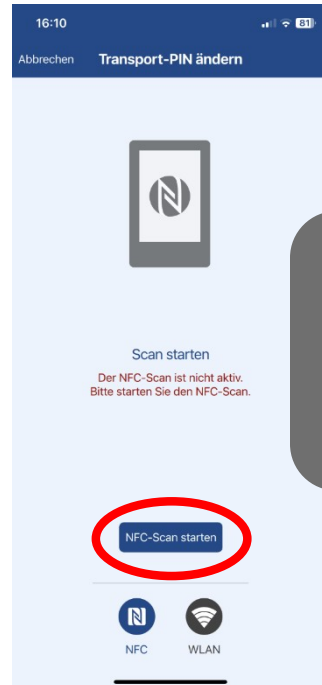 16:10
81
Abbrechen Transport-PIN ändern
Scan starten
Der NFC-Scan ist nicht aktiv.
Bitte starten Sie den NFC-Scan.
NFC-Scan starten
NFC WLAN